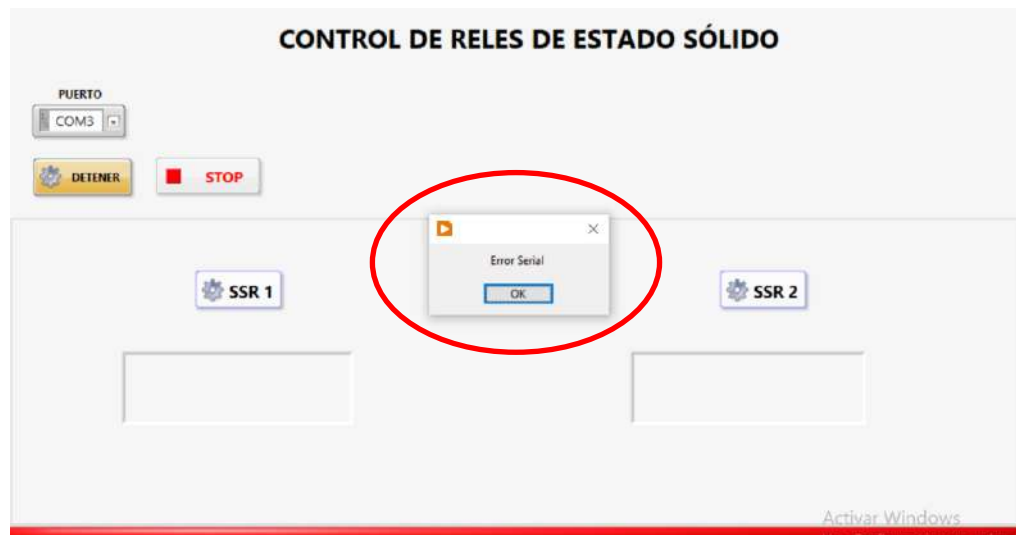 CONTROL DE RELES DE ESTADO SÓLIDO
PUERTO
COM3
DETENER
STOP
Error Serial
OK
SSR 1
SSR 2
Activar Windows